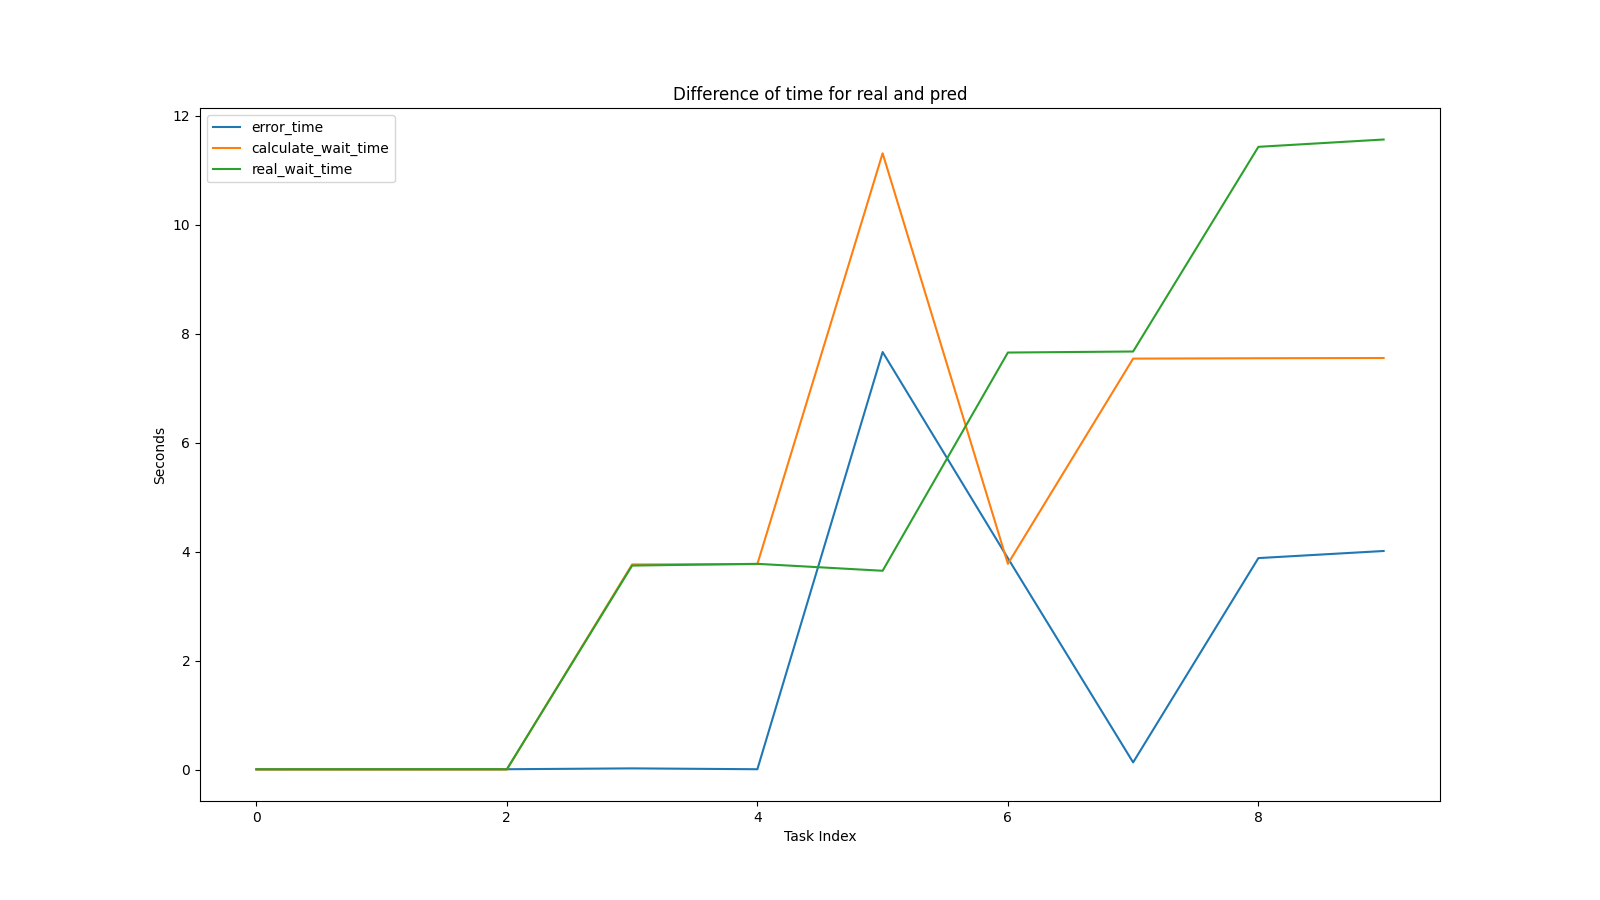 Difference of time for real and pred
error_time
calculate_wait_time
real_wait_time
12
10
8
6
4
2
0
Seconds
0 2 4 6 8
Task Index